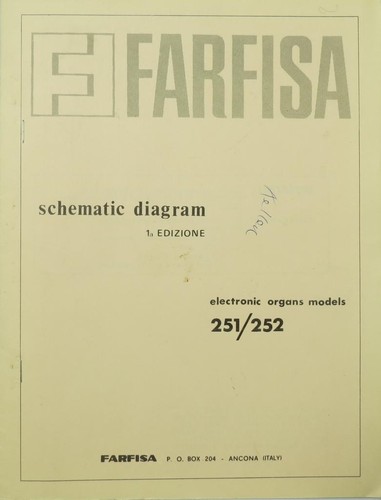 FARFISA
schematic diagram
1a EDIZIONE
electronic organs models
251/252
FARFISA P. O. BOX 204 - ANCONA (ITALY)